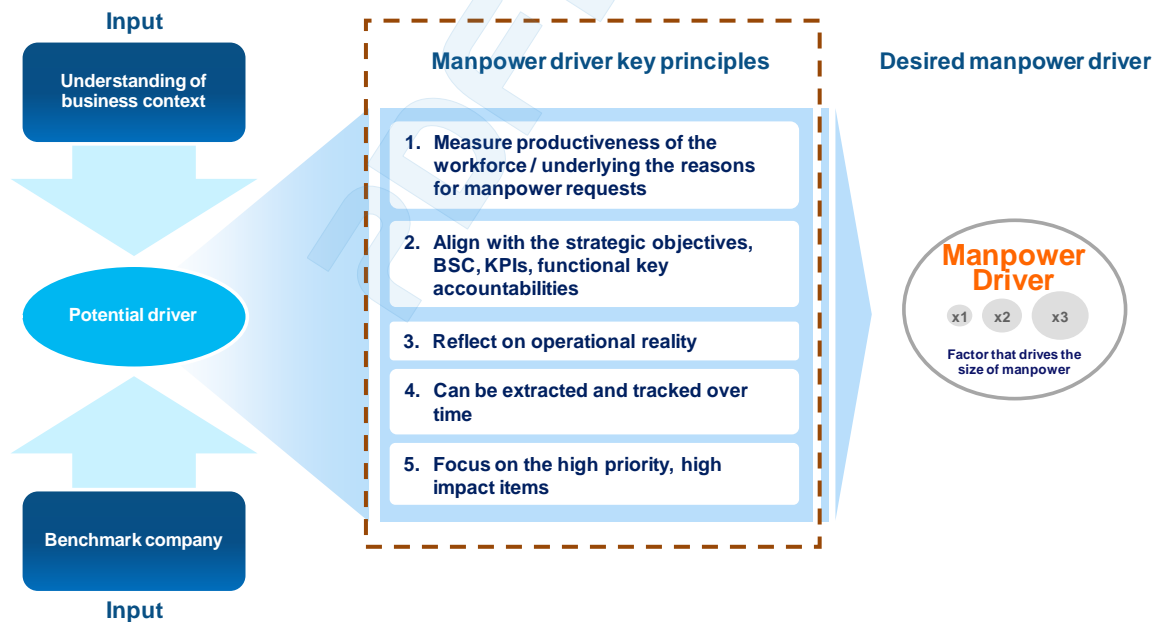 Input
Understanding of
business context
Potential driver
Benchmark company
Input
Manpower driver key principles
1. Measure productiveness of the
workforce / underlying the reasons
for manpower requests
2. Align with the strategic objectives,
BSC, KPIs, functional key
accountabilities
3. Reflect on operational reality
4. Can be extracted and tracked over
time
5. Focus on the high priority, high
impact items
Desired manpower driver
Manpower
Driver
x1 x2 x3
Factor that drives the
size of manpower